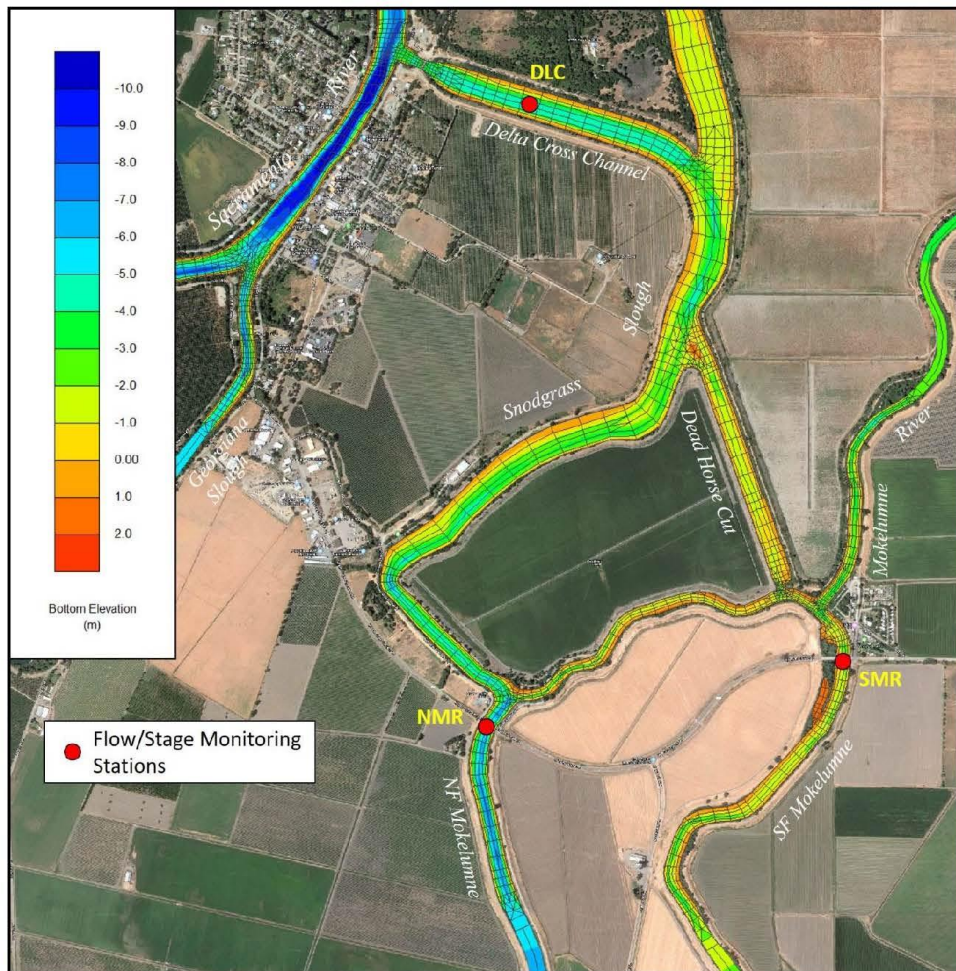 -10.0
-9.0
-8.0
-7.0
-6.0
-5.0
-4.0
-3.0
-2.0
-1.0
0.00
1.0
2.0
Bottom Elevation
(m)
Flow/Stage Monitoring
Stations
DLC
Delta Cross Channel
Sacramento
River
Slough
Snodgrass
Georgiana
Slough
Dead Horse Cut
River
Mokelumne
SMR
NMR
NF Mokelumne
SF Mokelumne